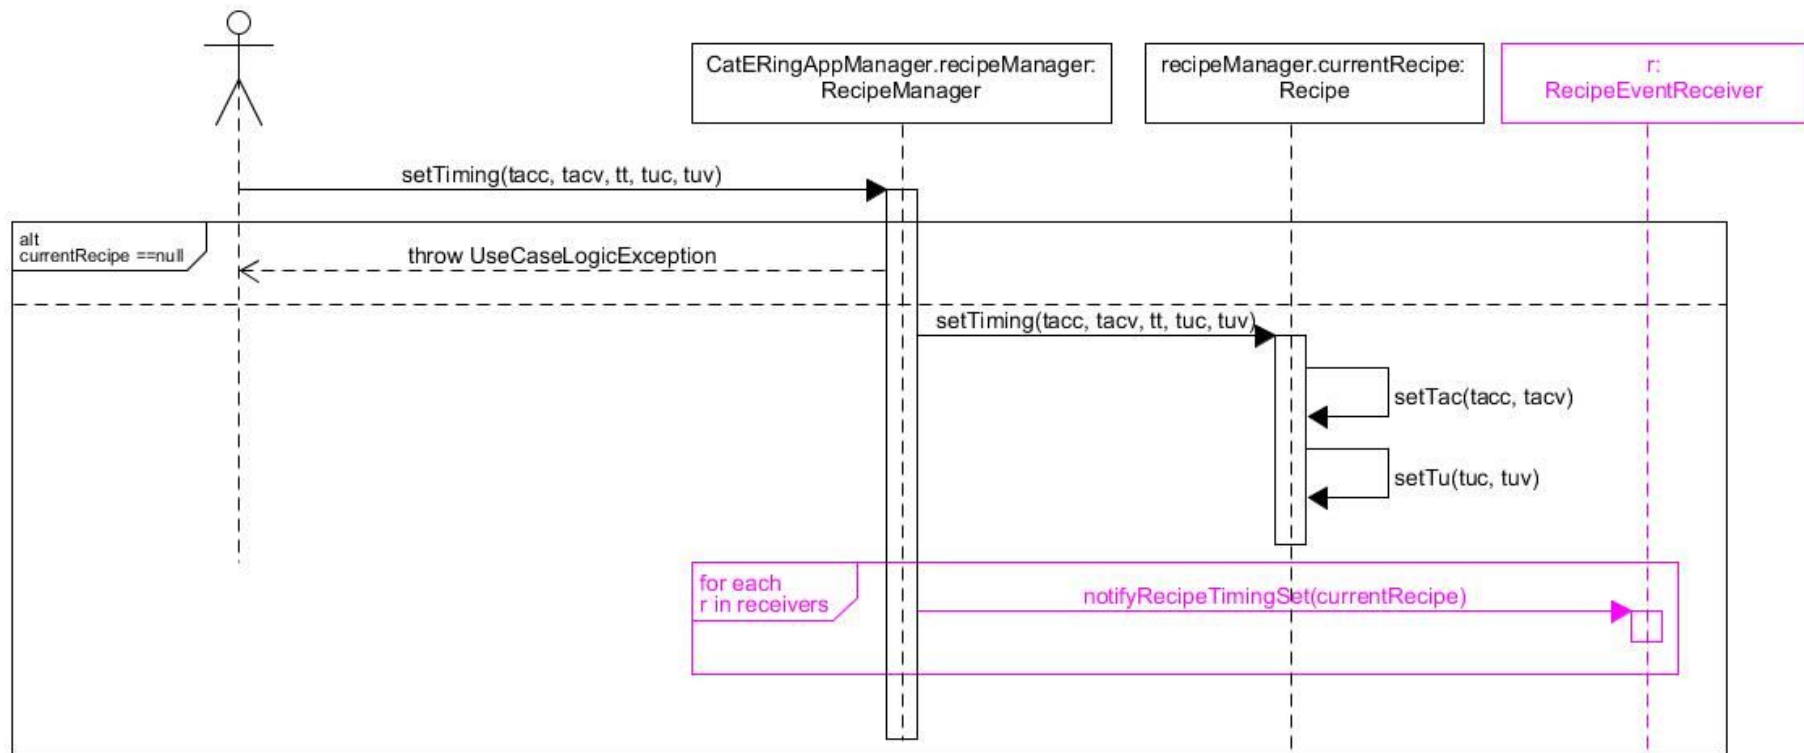 CatERingAppManager.recipeManager:
RecipeManager
recipeManager.currentRecipe:
Recipe
r:
RecipeEventReceiver
setTiming(tacc, tacv, tt, tuc, tuv)
alt
currentRecipe ==null
throw UseCaseLogicException
setTiming(tacc, tacv, tt, tuc, tuv)
setTac(tacc, tacv)
setTu(tuc, tuv)
for each
r in receivers
notifyRecipeTimingSet(currentRecipe)